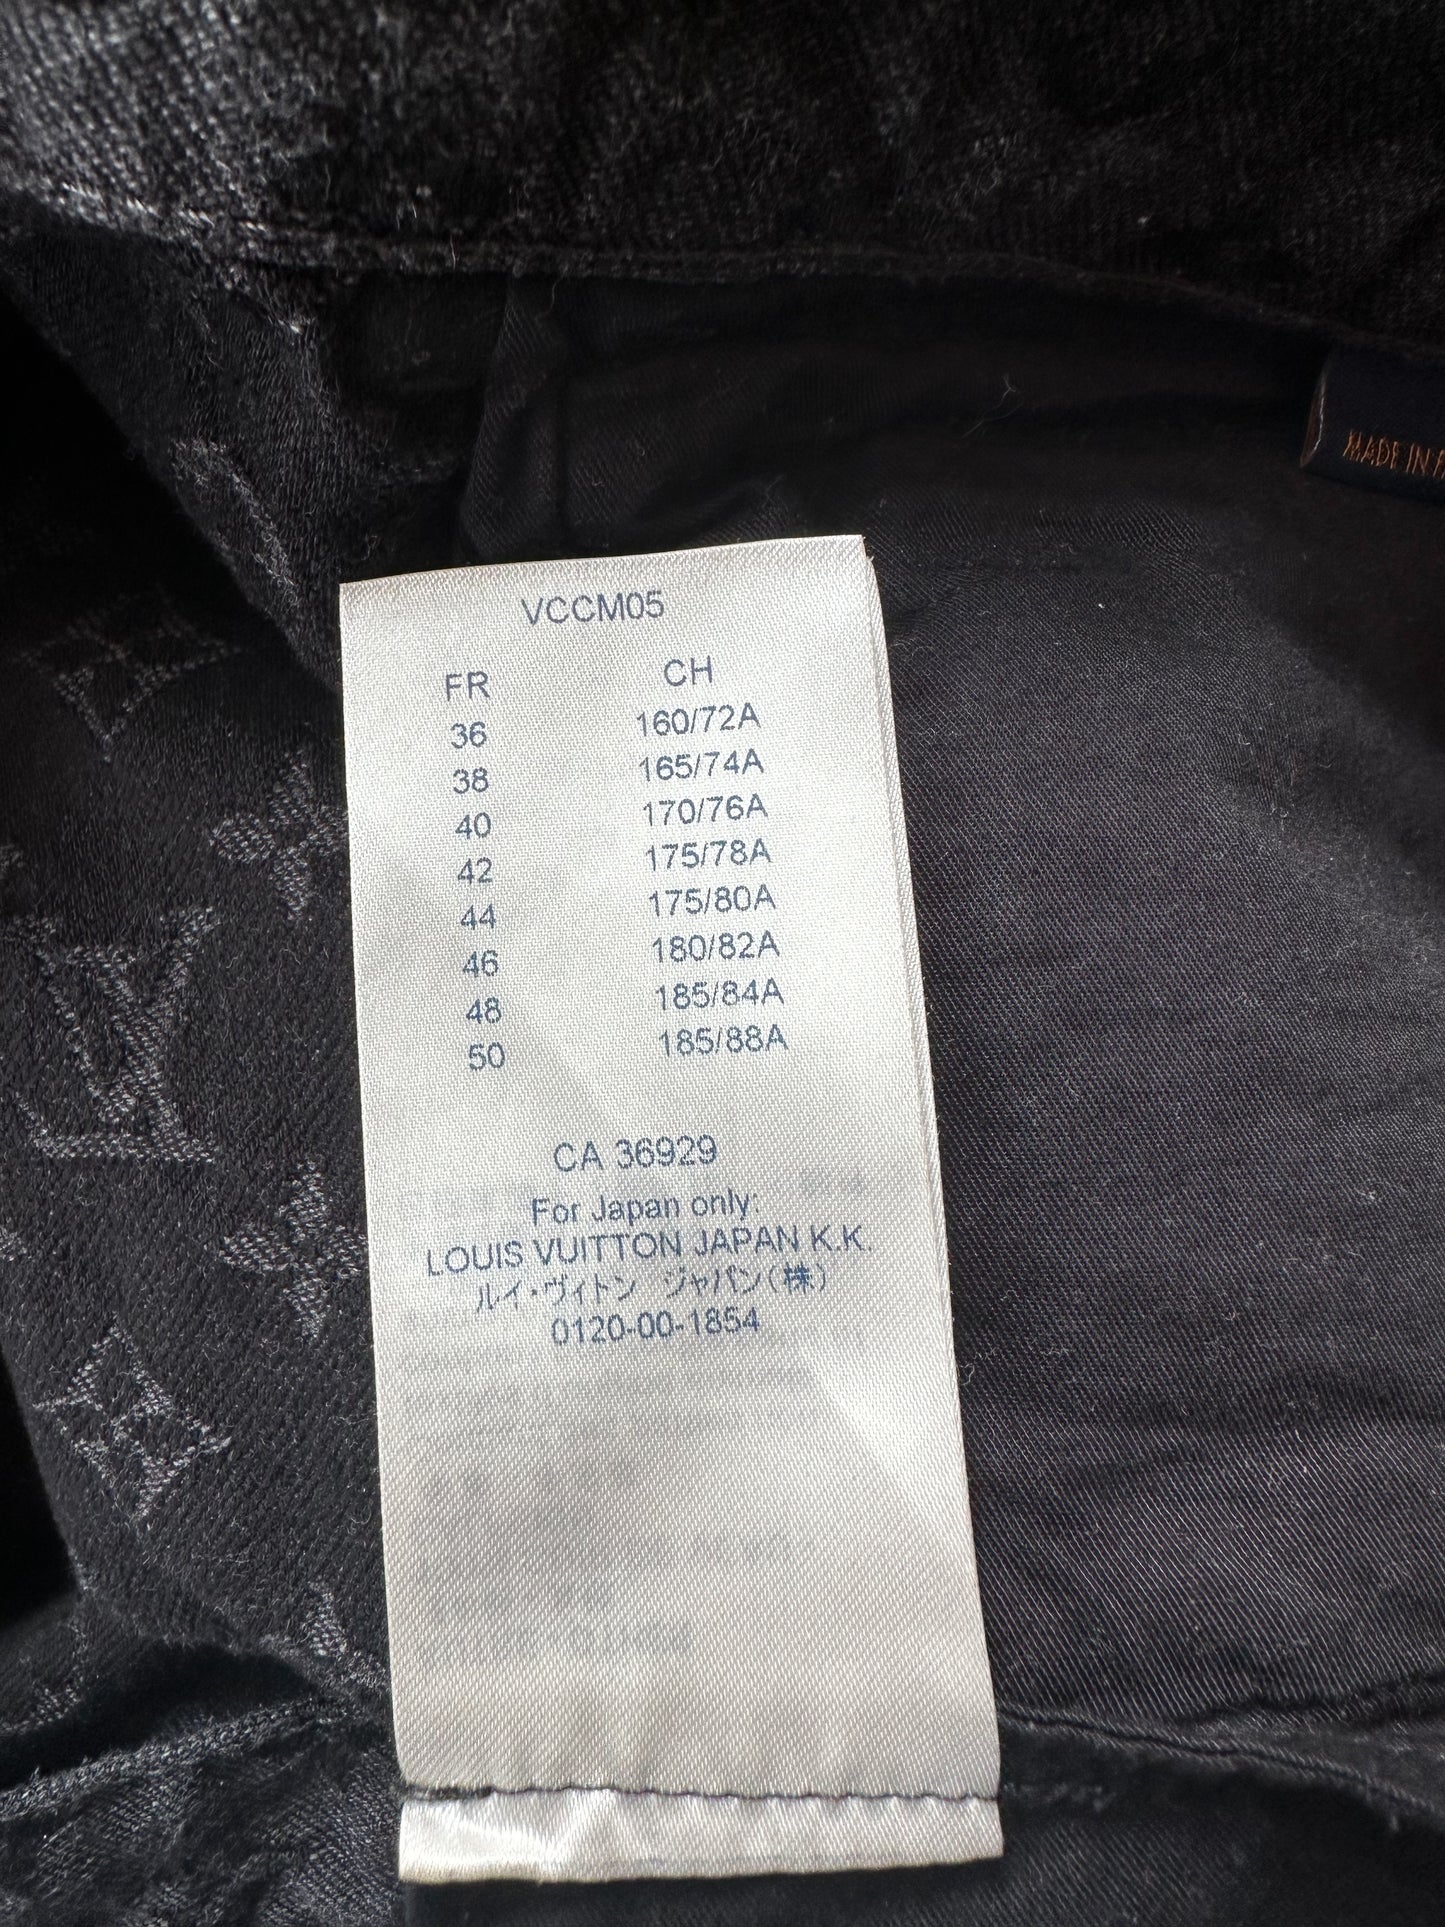 MADE IN
VCCM05
FR CH
36 160/72A
38 165/74A
40 170/76A
42 175/78A
44 175/80A
46 180/82A
48 185/84A
50 185/88A
CA 36929
For Japan only:
LOUIS VUITTON JAPAN K.K.
ルイ・ヴィトン ジャパン(株)
0120-00-1854